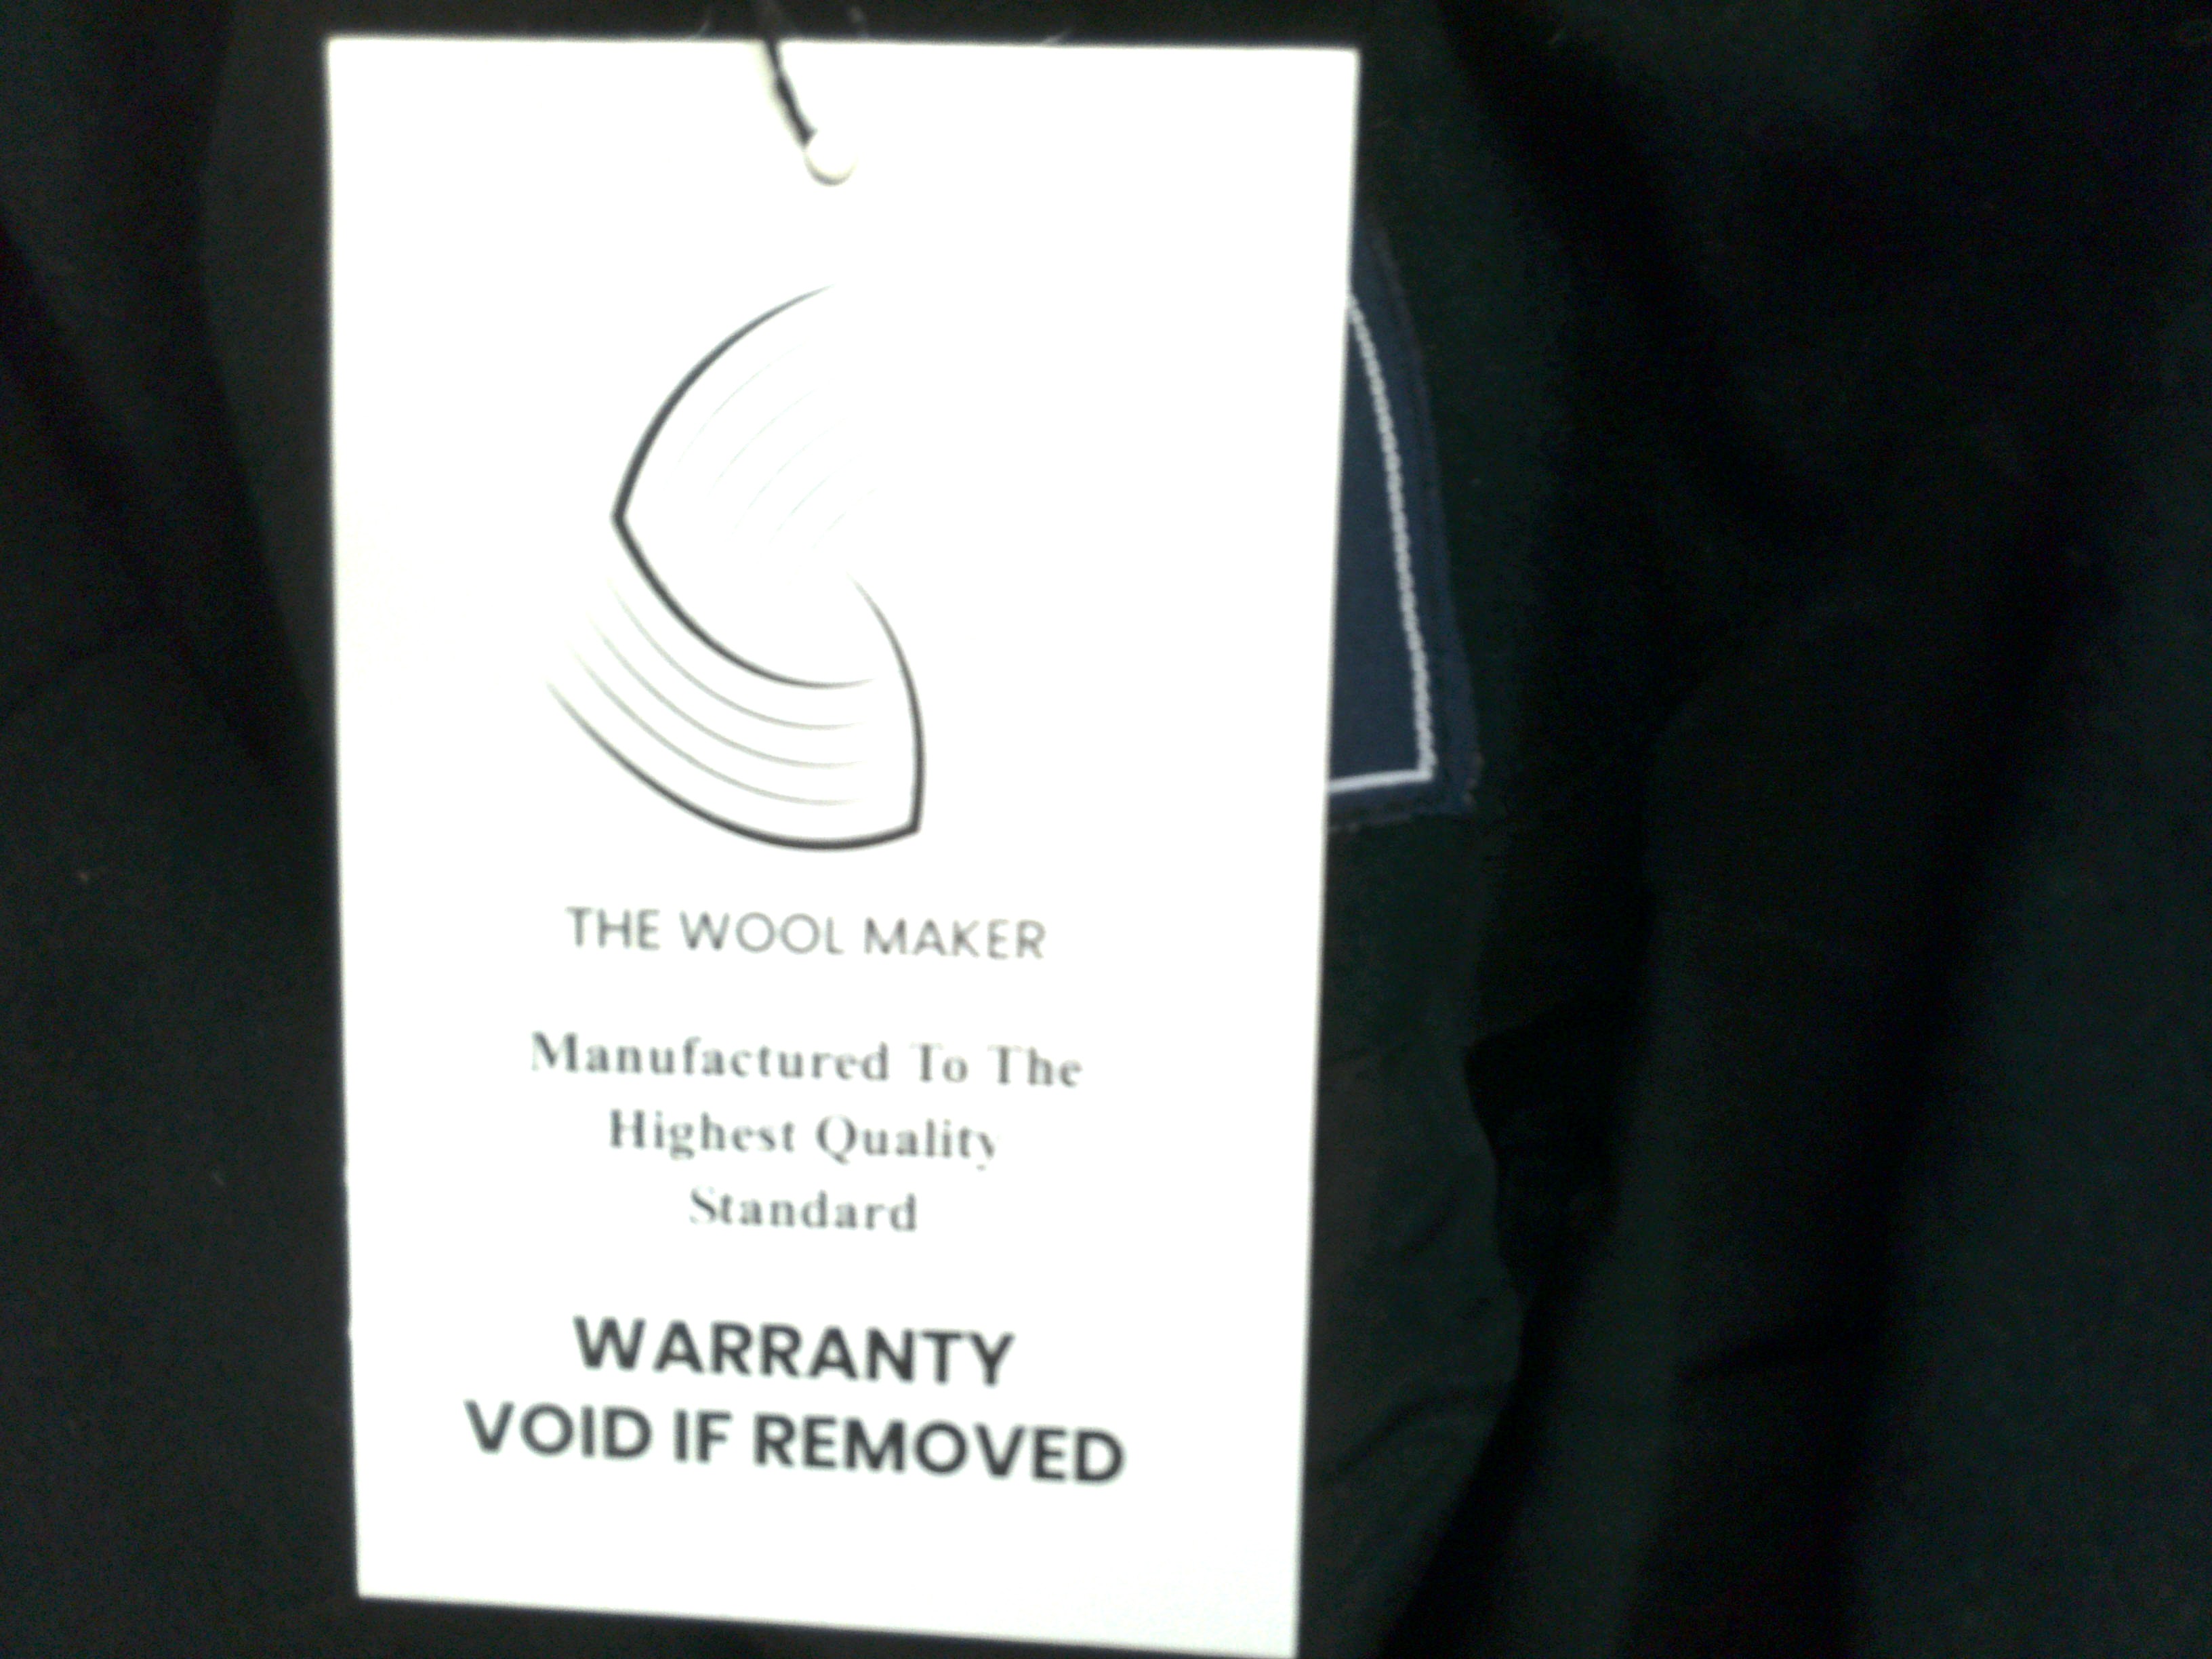 THE WOOL MAKER
Manufactured To The
Highest Quality
Standard
WARRANTY
VOID IF REMOVED